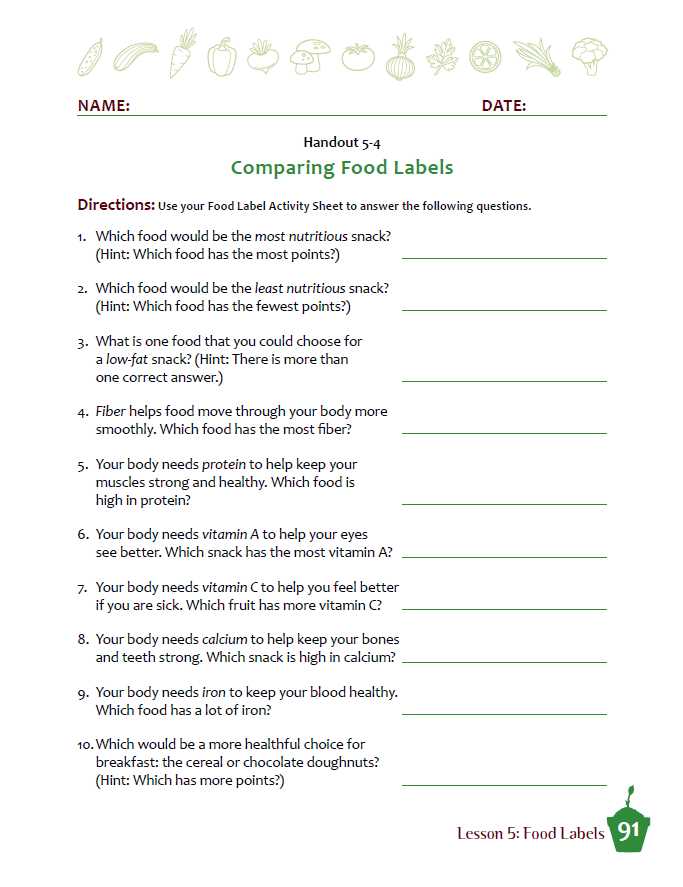 NAME: DATE:
Handout 5-4
Comparing Food Labels
Directions: Use your Food Label Activity Sheet to answer the following questions.
1. Which food would be the most nutritious snack?
(Hint: Which food has the most points?)
2. Which food would be the least nutritious snack?
(Hint: Which food has the fewest points?)
3. What is one food that you could choose for
a low-fat snack? (Hint: There is more than
one correct answer.)
4. Fiber helps food move through your body more
smoothly. Which food has the most fiber?
5. Your body needs protein to help keep your
muscles strong and healthy. Which food is
high in protein?
6. Your body needs vitamin A to help your eyes
see better. Which snack has the most vitamin A?
7. Your body needs vitamin C to help you feel better
if you are sick. Which fruit has more vitamin C?
8. Your body needs calcium to help keep your bones
and teeth strong. Which snack is high in calcium?
9. Your body needs iron to keep your blood healthy.
Which food has a lot of iron?
10. Which would be a more healthful choice for
breakfast: the cereal or chocolate doughnuts?
(Hint: Which has more points?)
Lesson 5: Food Labels 91